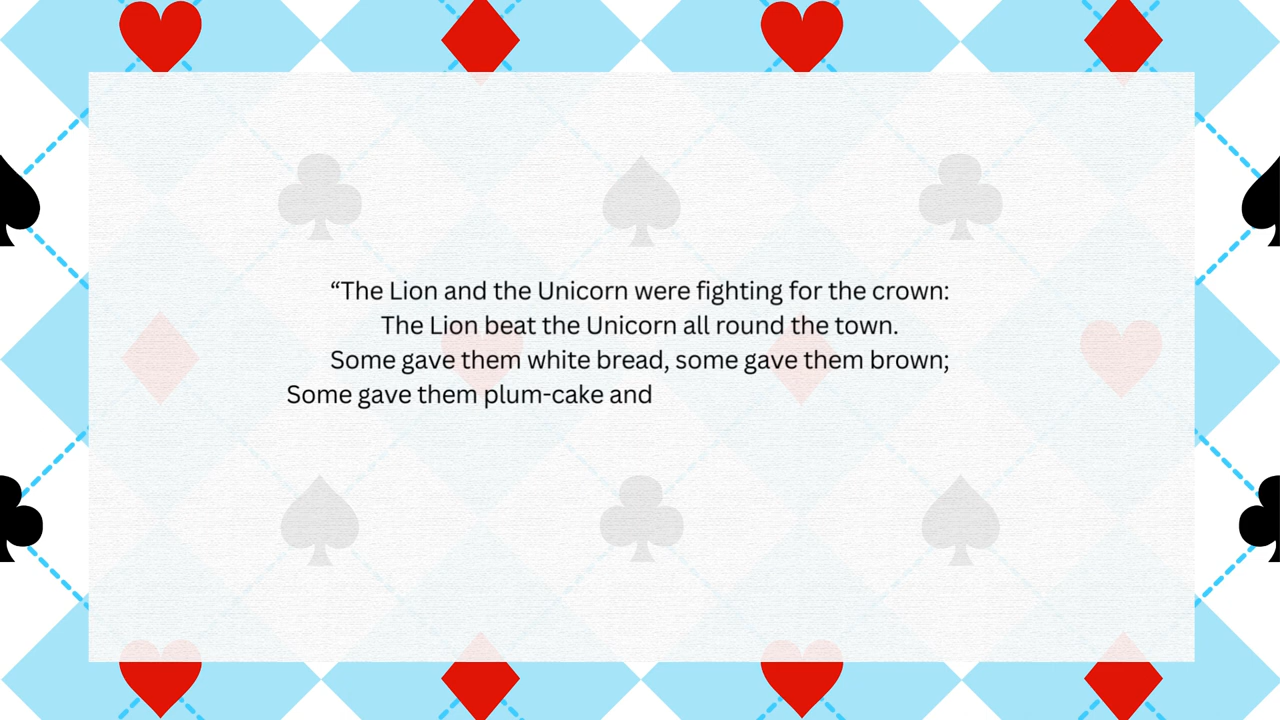 “The Lion and the Unicorn were fighting for the crown:
The Lion beat the Unicorn all round the town.
Some gave them white bread, some gave them brown;
Some gave them plum-cake and